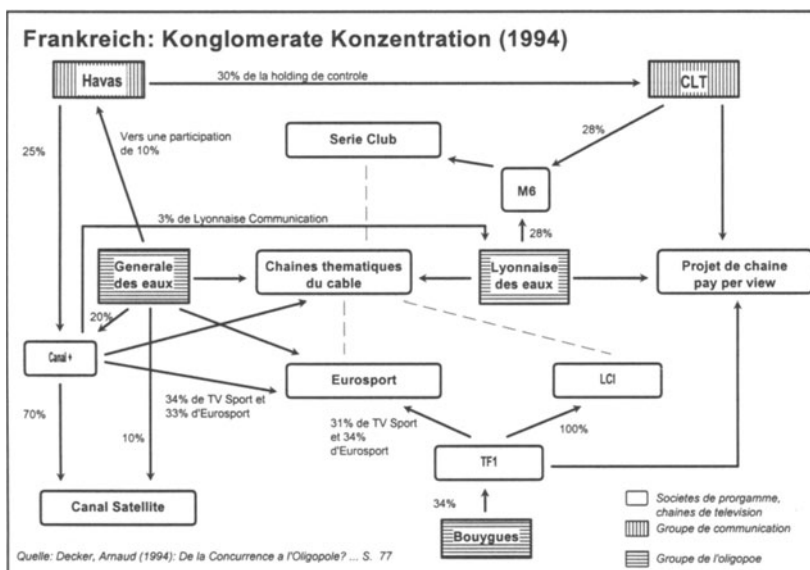 Frankreich: Konglomerate Konzentration (1994)
Havas
30% de la holding de controle
CLT
25%
Vers une participation
de 10%
Serie Club
28%
M6
3% de Lyonnaise Communication
28%
Generale
des eaux
Chaines thematiques
du cable
Lyonnaise
des eaux
Projet de chaine
pay per view
20%
Canal +
Eurosport
LCI
70%
34% de TV Sport et
33% d'Eurosport
10%
31% de TV Sport
et 34%
d'Eurosport
100%
TF1
Canal Satellite
34%
Bouygues
Societes de prorgamme,
chaines de television
Groupe de communication
Groupe de l'oligopoe
Quelle: Decker, Arnaud (1994): De la Concurrence a l'Oligopole? ... S. 77